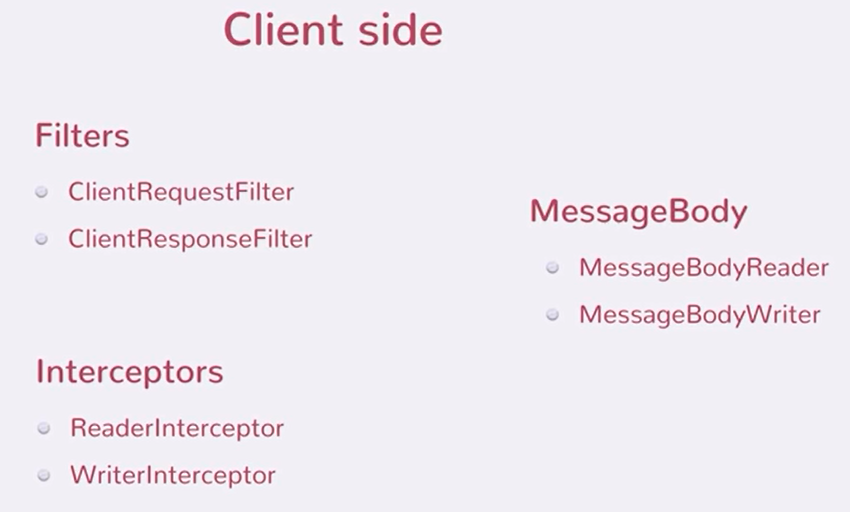 Client side
Filters
ClientRequestFilter
ClientResponseFilter
Interceptors
ReaderInterceptor
WriterInterceptor
MessageBody
MessageBodyReader
MessageBodyWriter